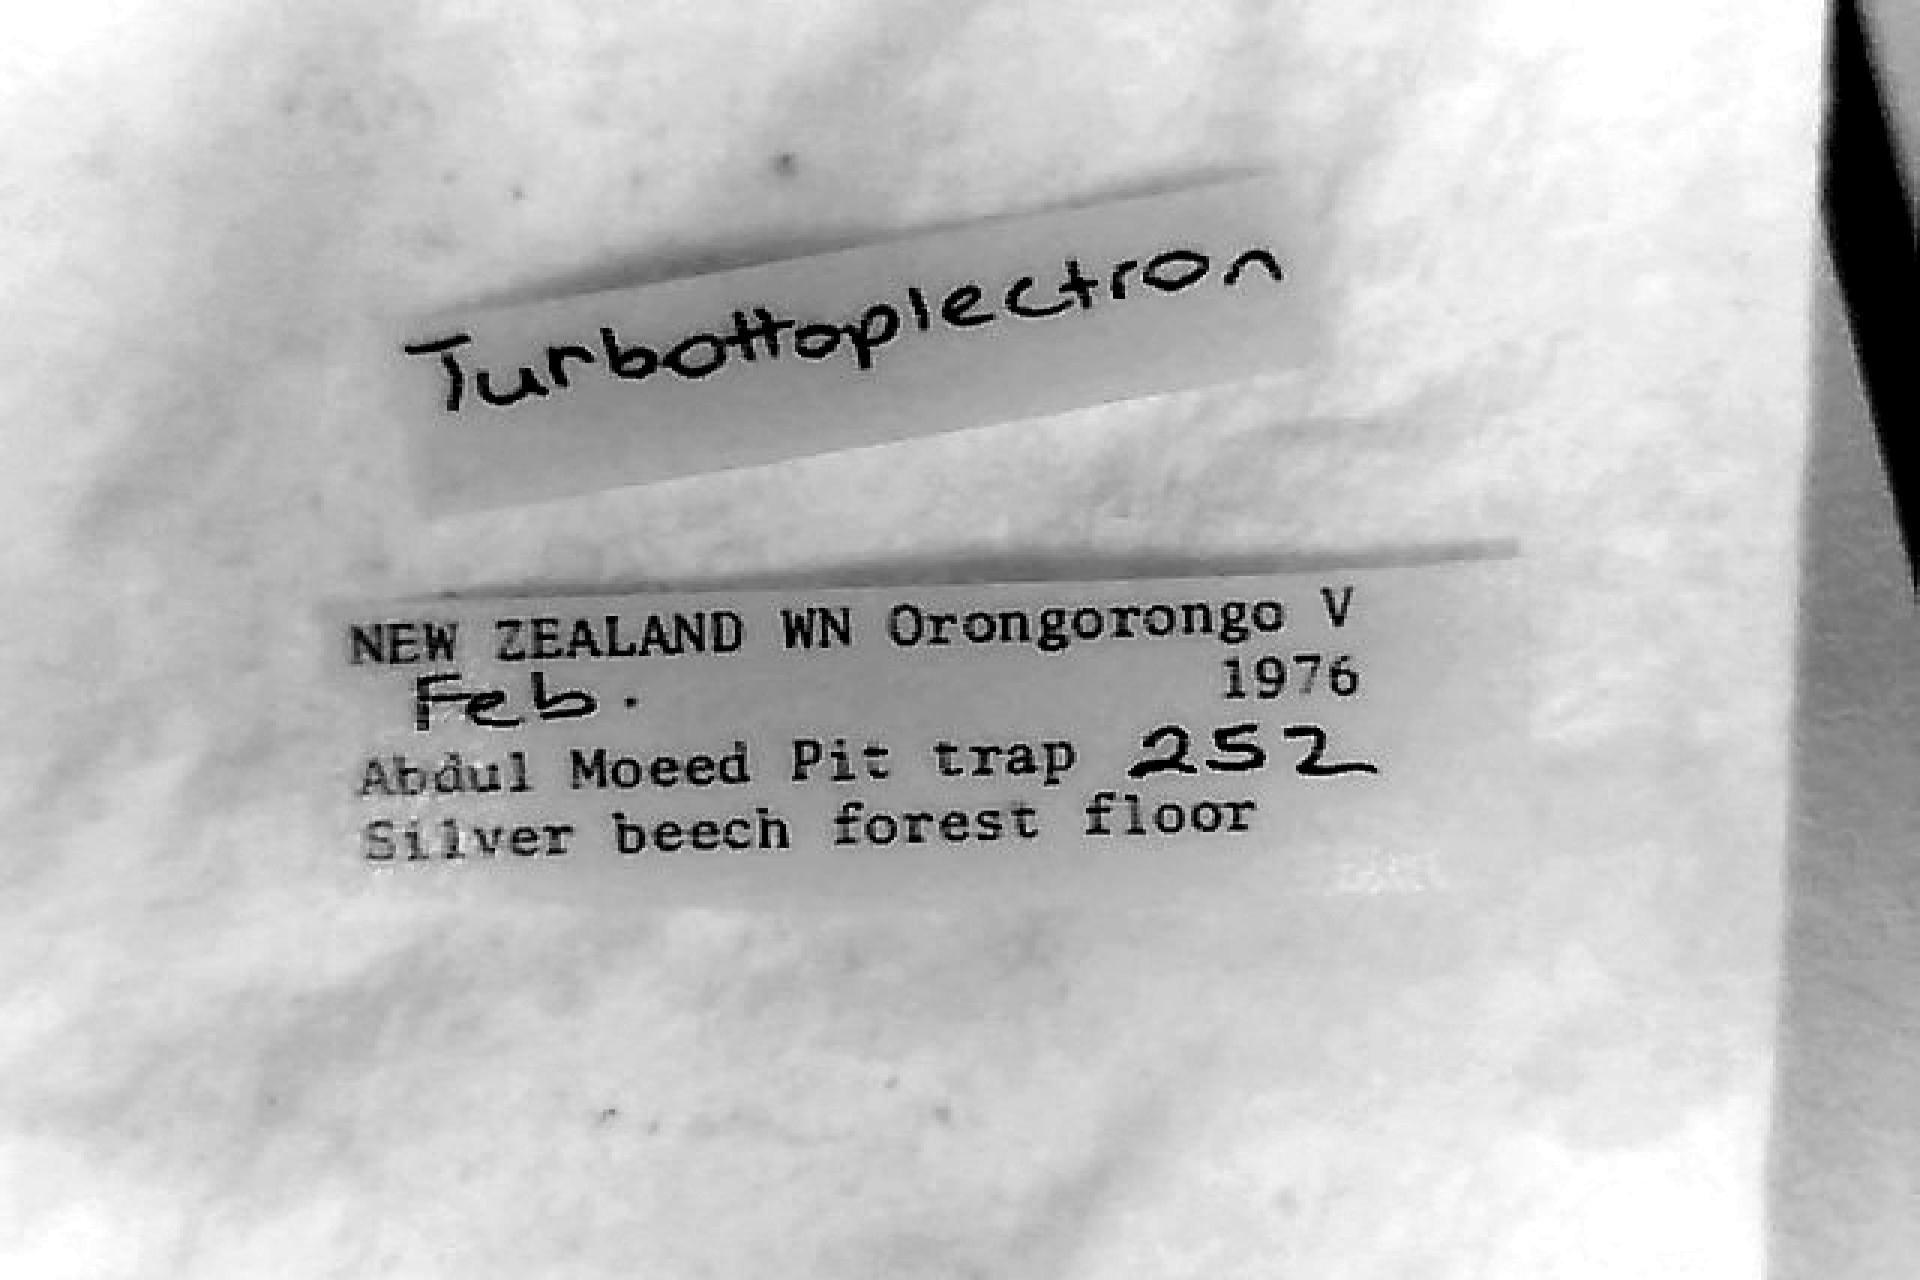 Turbottoplectron
NEW ZEALAND WN Orongorongo V
Feb. 1976
Abdul Moeed Pit trap 252
Silver beech forest floor